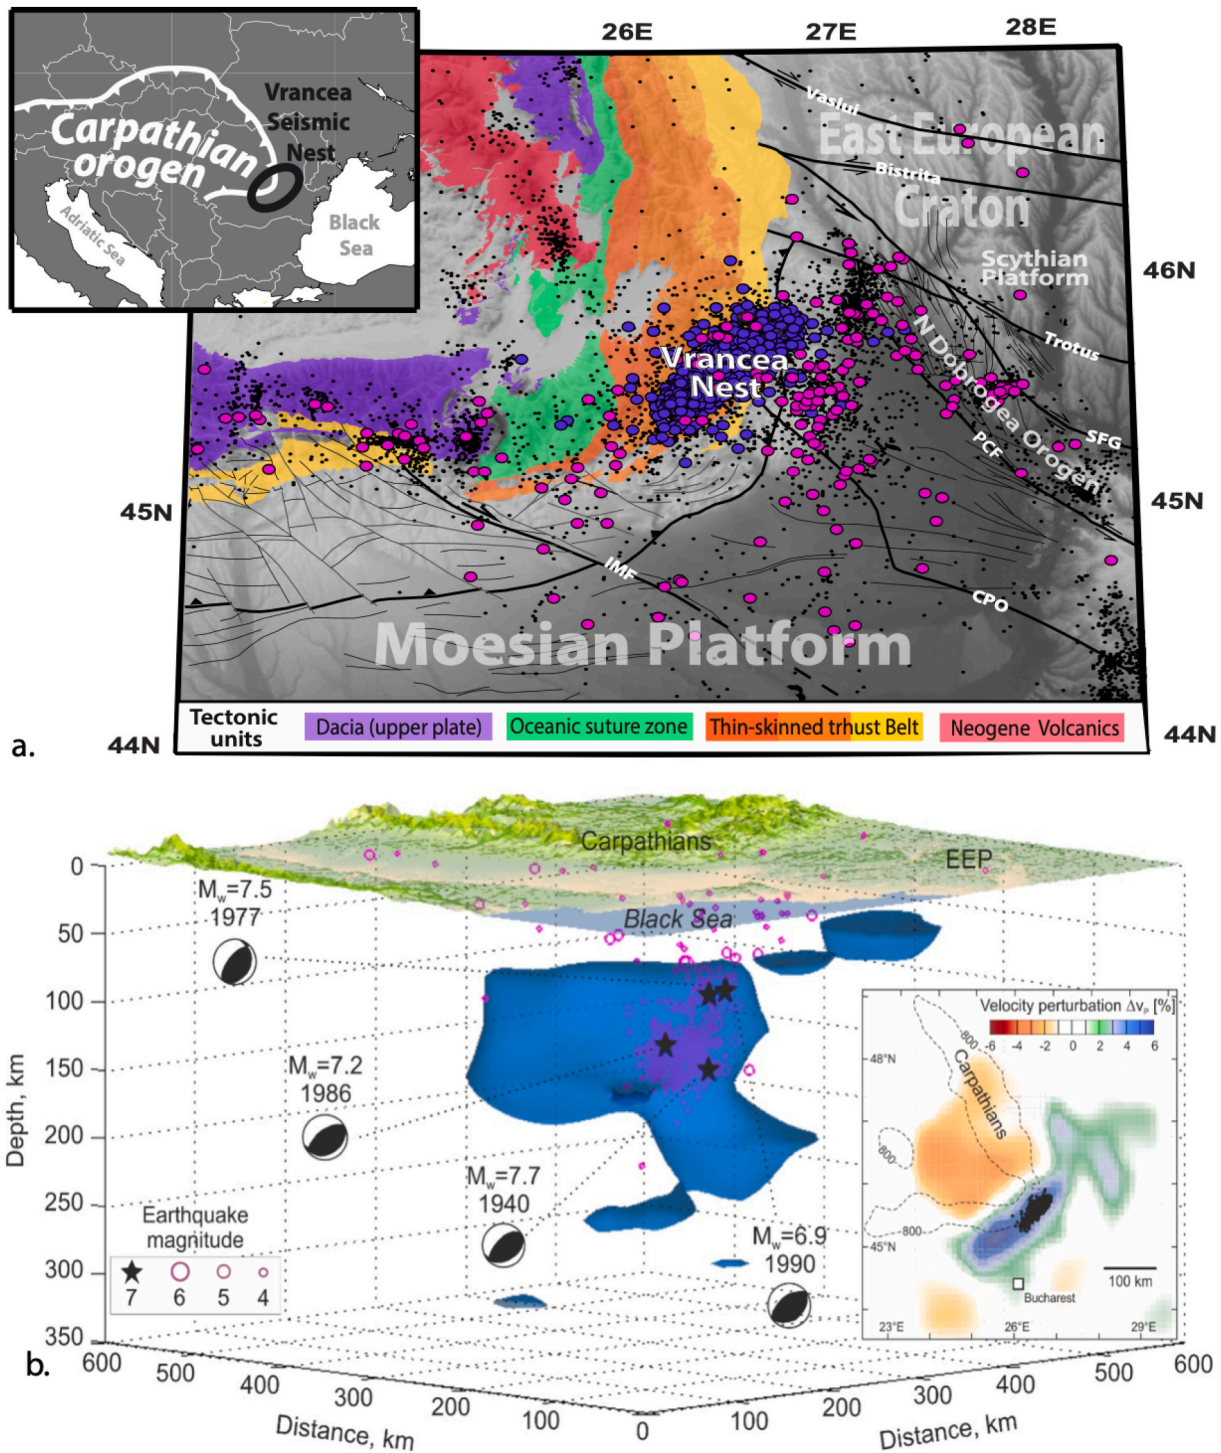 26E
27E
28E
Vrancea
Seismic
Nest
Carpathian
orogen
Adriatic Sea
Black
Sea
Vaslui
East European
Craton
Bistrita
Scythian
Platform
46N
Trotus
Vrancea
Nest
N Dobrogea Orogen
SFG
PCF
45N
45N
IMF
CPO
Moesian Platform
Tectonic
units
Dacia (upper plate)
Oceanic suture zone
Thin-skinned trhust Belt
Neogene Volcanics
a.
44N
44N
Carpathians
EEP
Black Sea
0
50
100
150
200
250
300
350
Depth, km
Mw=7.5
1977
Mw=7.2
1986
Mw=7.7
1940
Mw=6.9
1990
Earthquake
magnitude
7 6 5 4
Velocity perturbation Δvp [%]
-6 -4 -2 0 2 4 6
800
Carpathians
800
800
48°N
45°N
100 km
Bucharest
23°E 26°E 29°E
b.
600 500 400 300 200 100 0 100 200 300 400 500 600
Distance, km
Distance, km